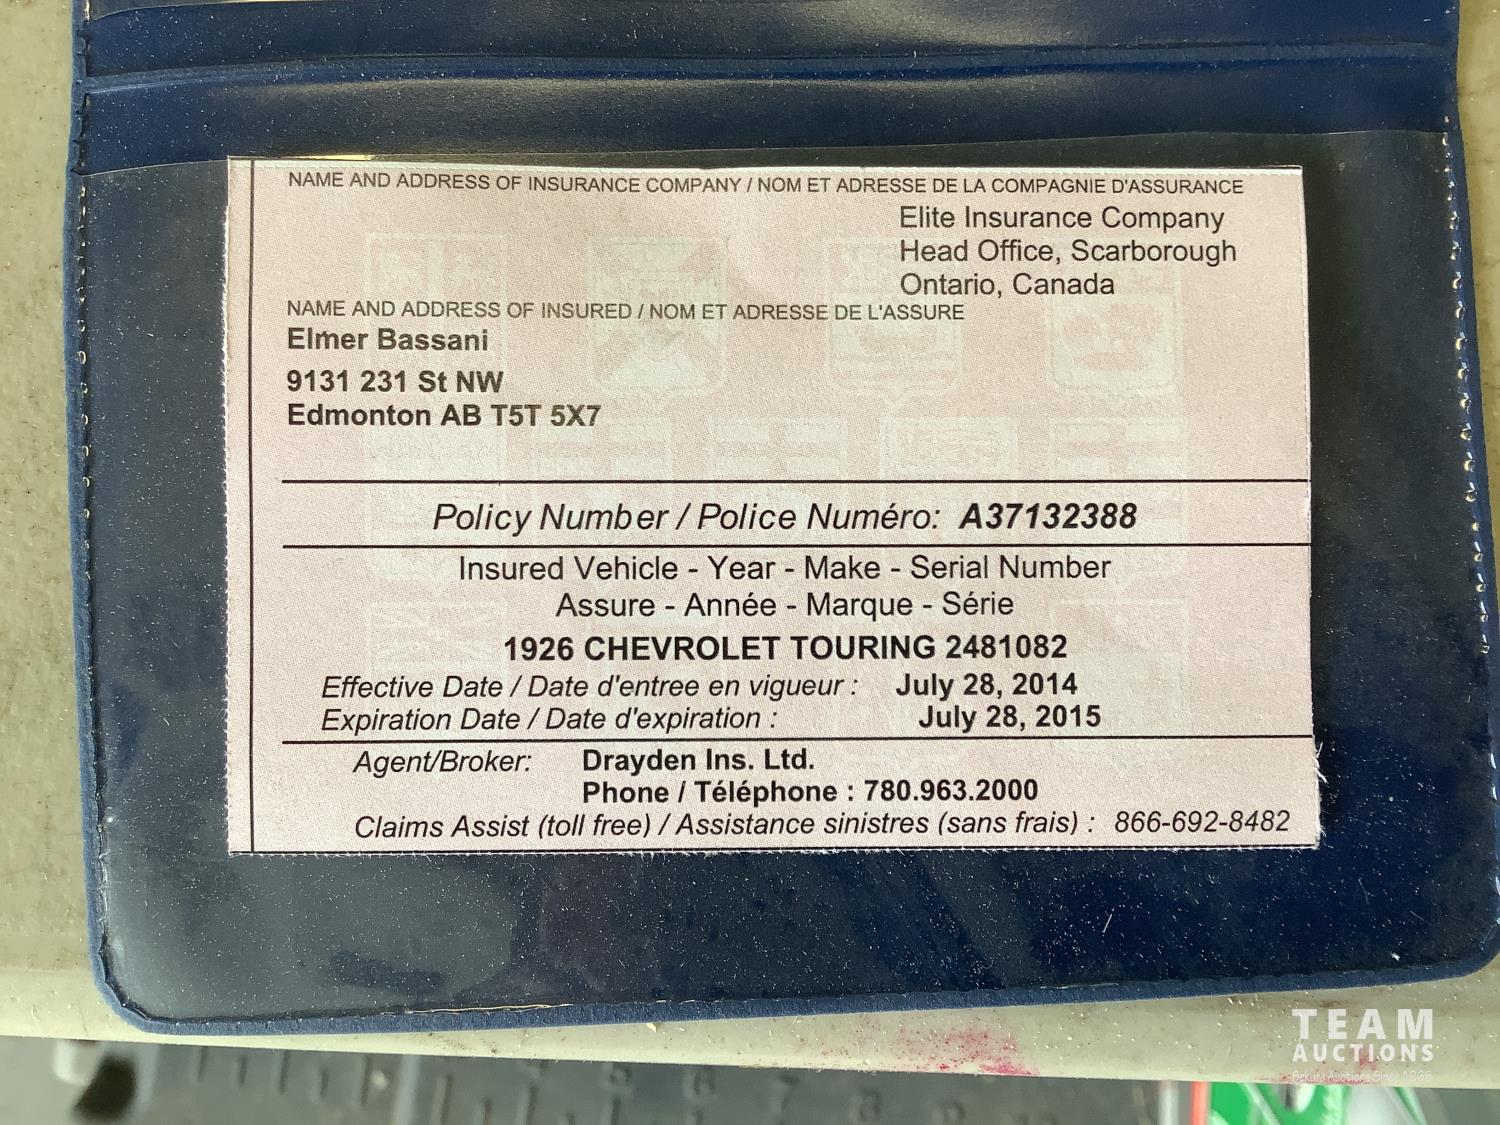 NAME AND ADDRESS OF INSURANCE COMPANY / NOM ET ADRESSE DE LA COMPAGNIE D'ASSURANCE
Elite Insurance Company
Head Office, Scarborough
Ontario, Canada
NAME AND ADDRESS OF INSURED / NOM ET ADRESSE DE L'ASSURE
Elmer Bassani
9131 231 St NW
Edmonton AB T5T 5X7
Policy Number / Police Numéro: A37132388
Insured Vehicle - Year - Make - Serial Number
Assure - Année - Marque - Série
1926 CHEVROLET TOURING 2481082
Effective Date / Date d'entree en vigueur : July 28, 2014
Expiration Date / Date d'expiration : July 28, 2015
Agent/Broker: Drayden Ins. Ltd.
Phone / Téléphone : 780.963.2000
Claims Assist (toll free) / Assistance sinistres (sans frais) : 866-692-8482
TEAM
AUCTIONS
Auctions Since 1966